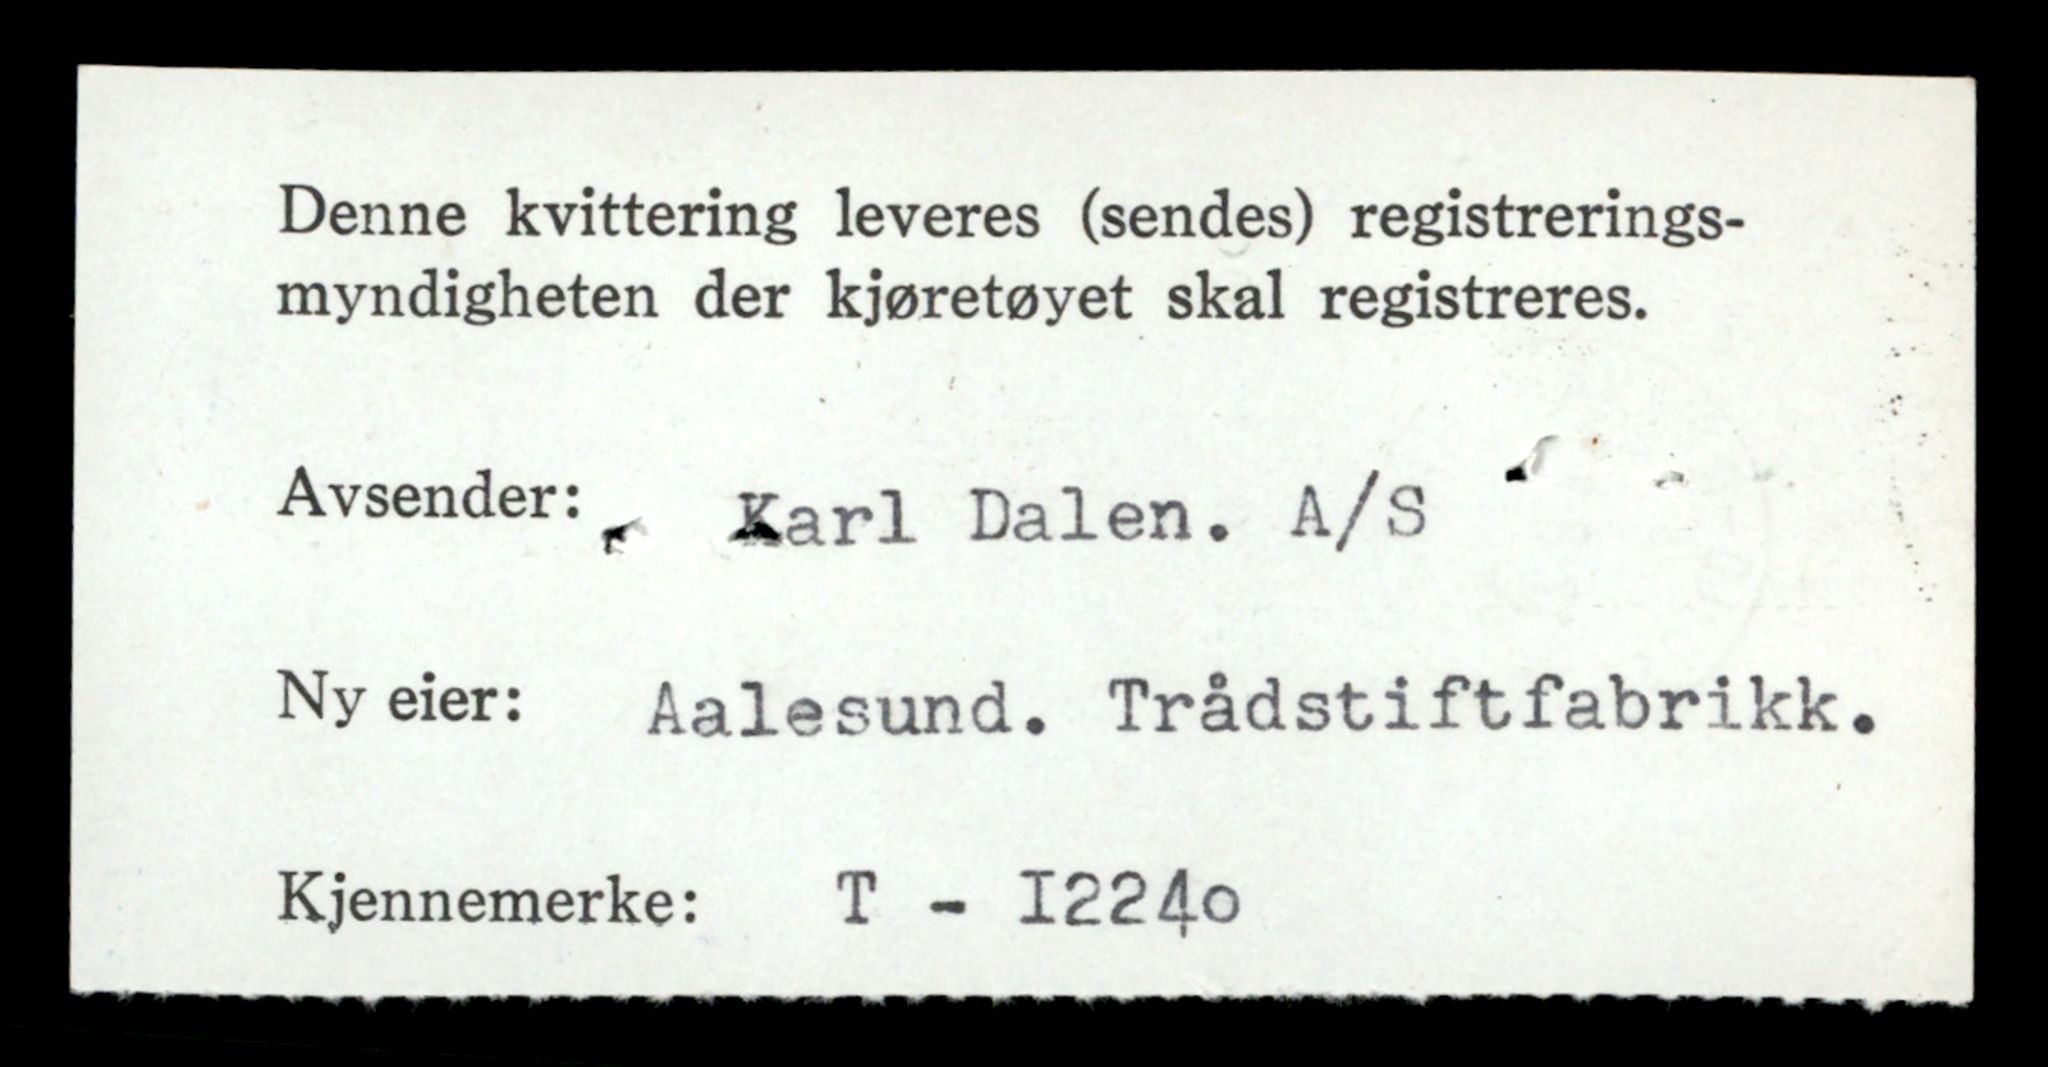 Denne kvittering leveres (sendes) registrerings-
myndigheten der kjøretøyet skal registreres.
Avsender: Karl Dalen. A/S
Ny eier: Aalesund. Trådstiftfabrikk.
Kjennemerke: T - I224o